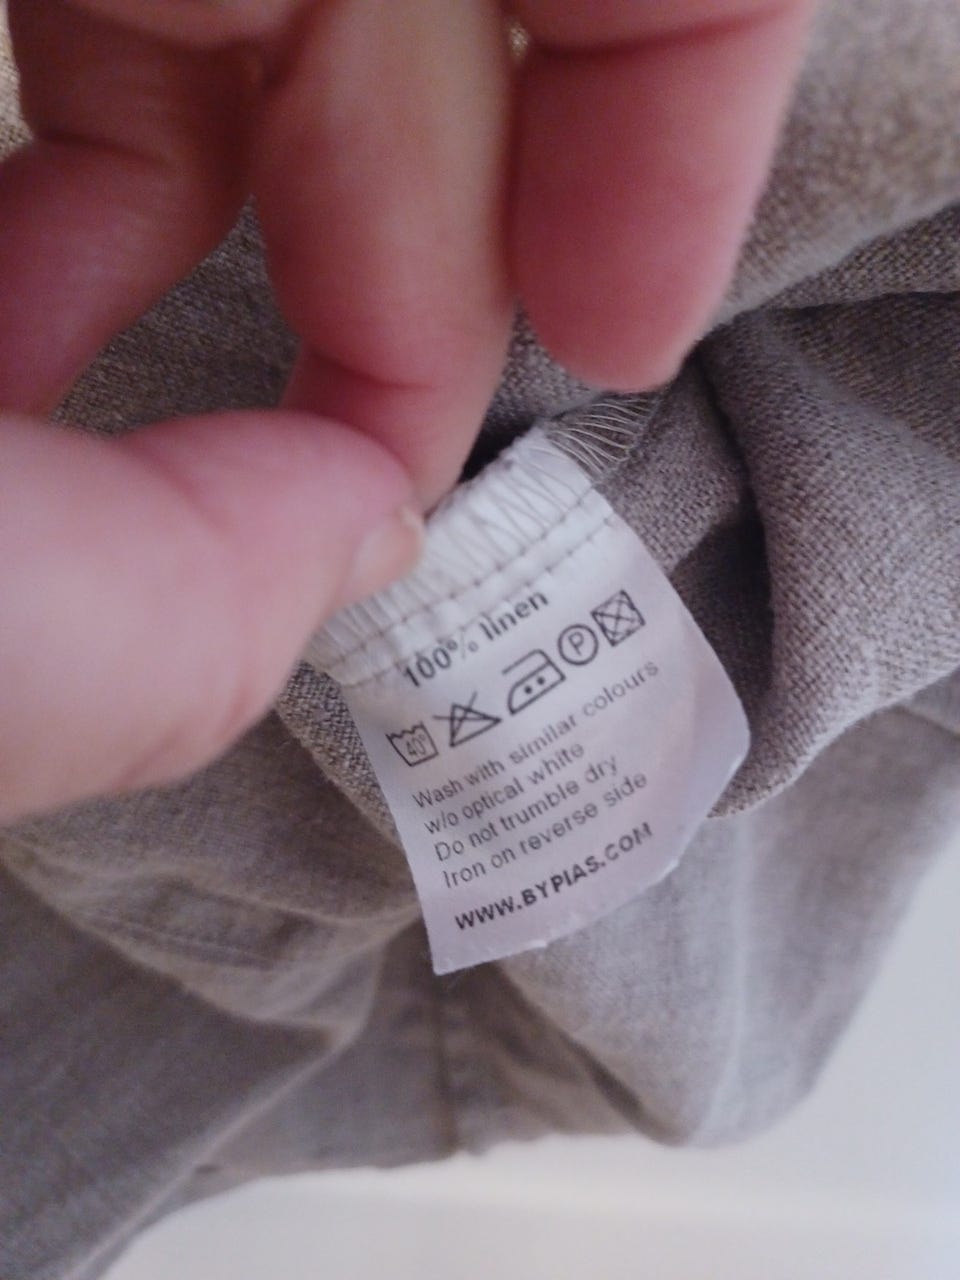 100% linen
40° P
Wash with similar colours
w/o optical white
Do not trumble dry
Iron on reverse side
WWW.BYPIAS.COM